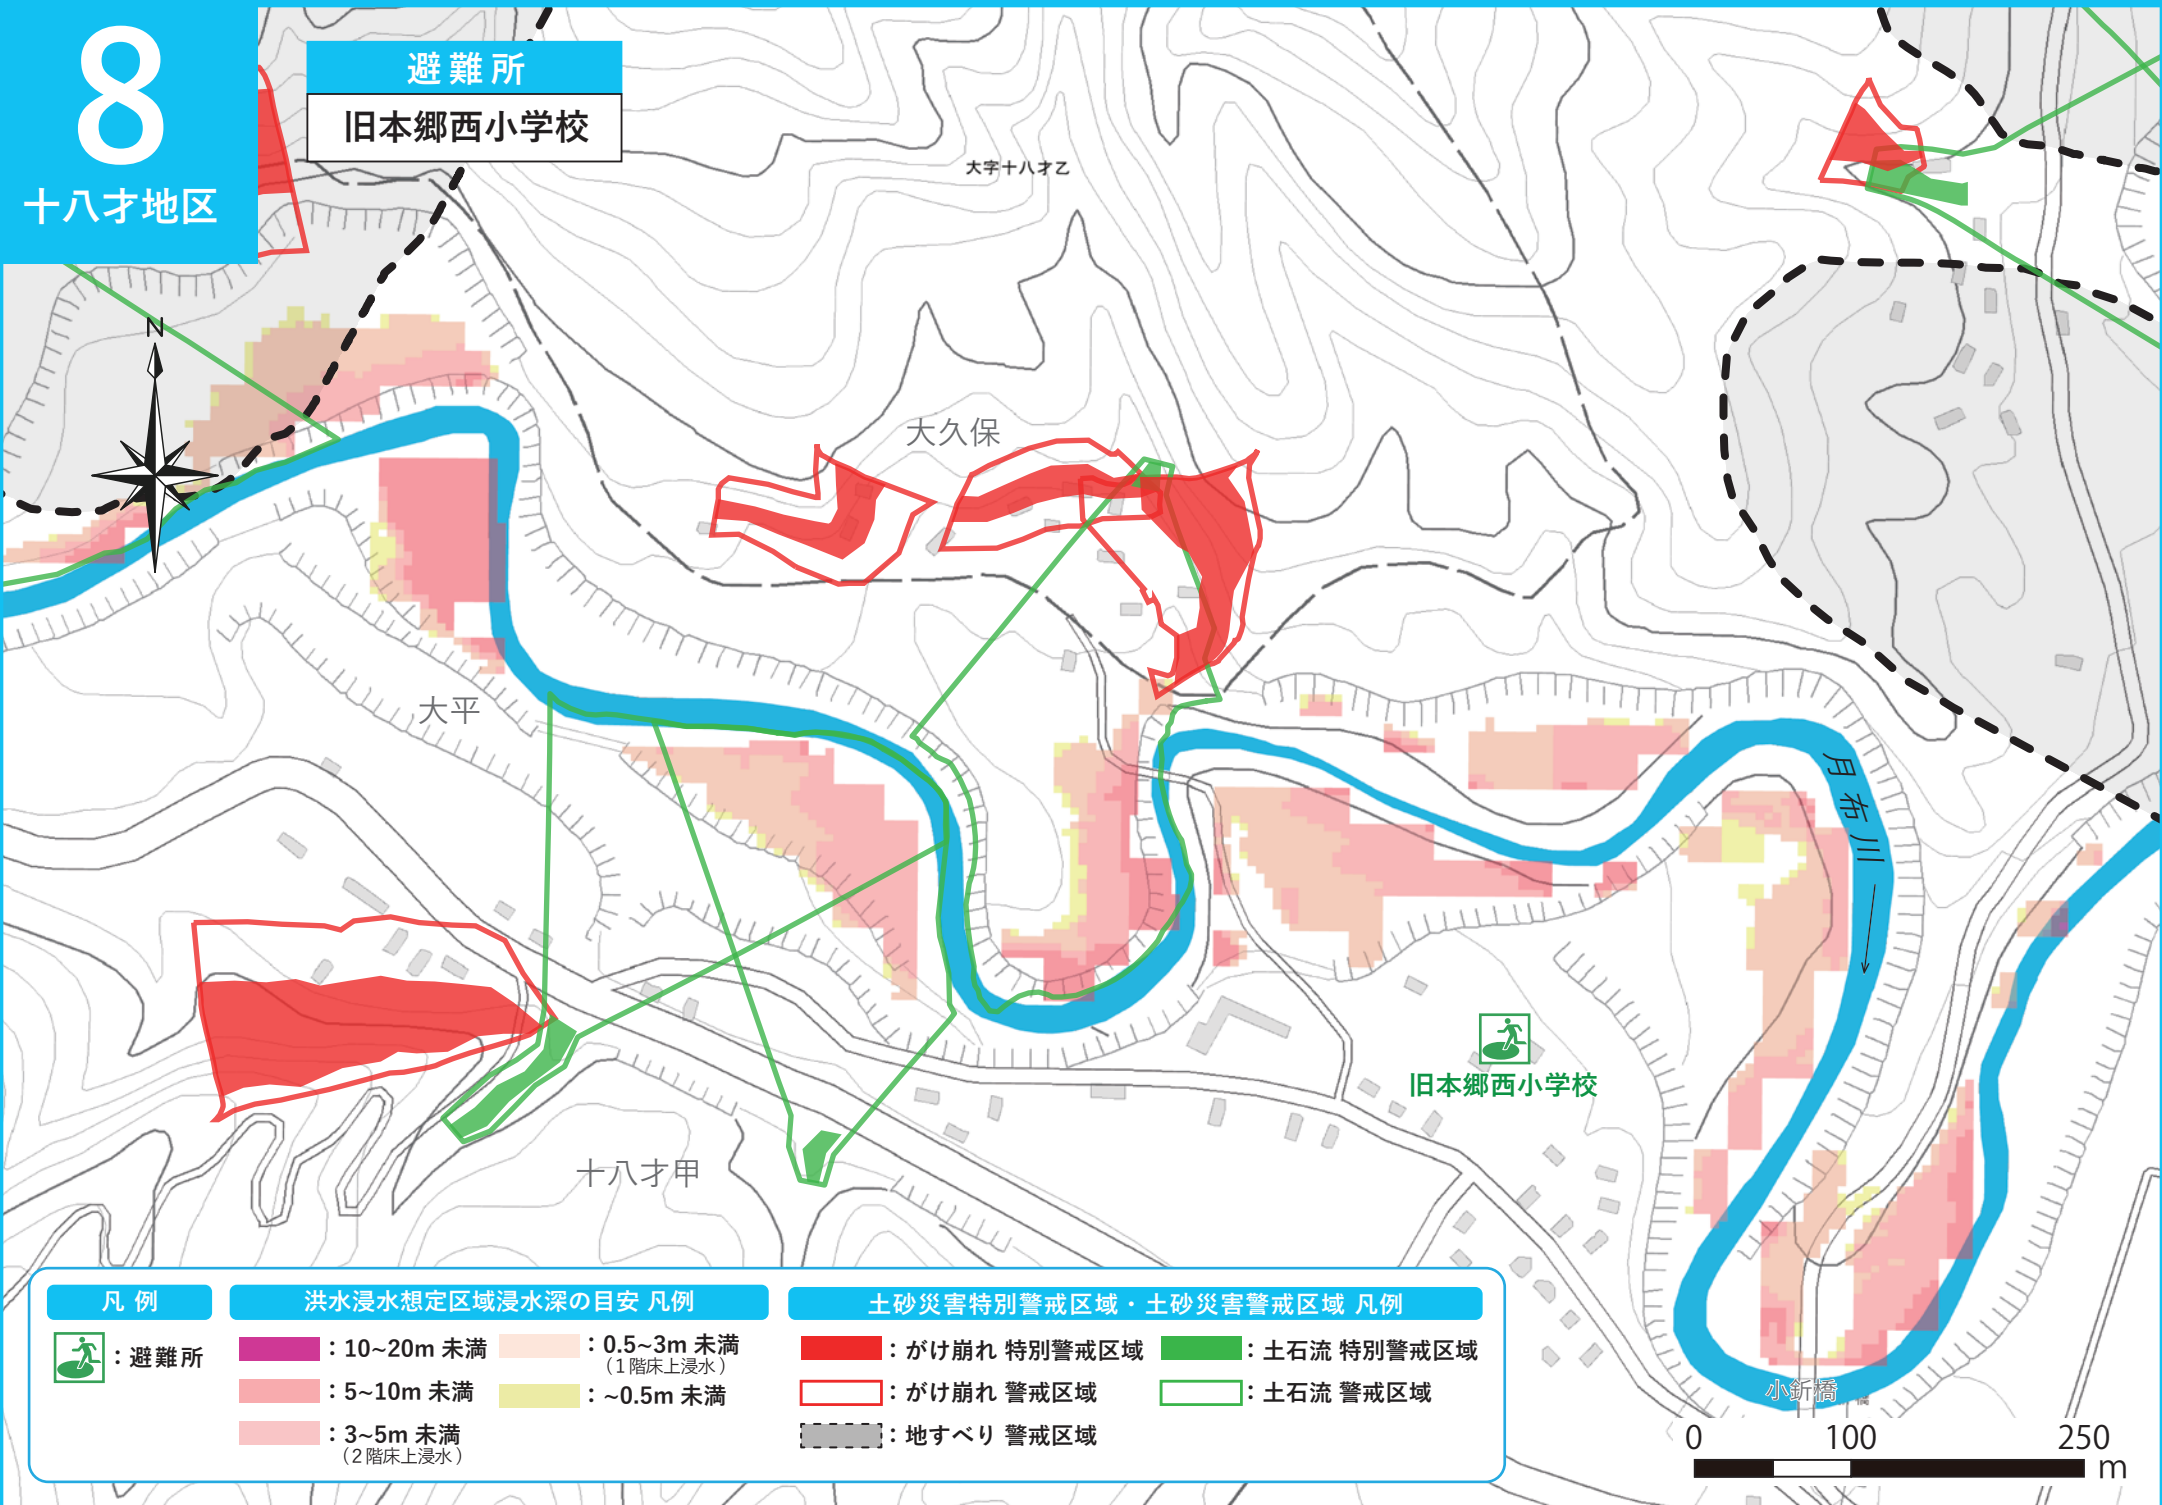 8
十八才地区
避難所
旧本郷西小学校
大字十八才乙
N
大久保
大平
月布川
旧本郷西小学校
十八才甲
小釿橋
凡 例
：避難所
洪水浸水想定区域浸水深の目安 凡例
：10~20m 未満
：5~10m 未満
：3~5m 未満
（2階床上浸水）
：0.5~3m 未満
（1階床上浸水）
：~0.5m 未満
土砂災害特別警戒区域・土砂災害警戒区域 凡例
：がけ崩れ 特別警戒区域
：がけ崩れ 警戒区域
：地すべり 警戒区域
：土石流 特別警戒区域
：土石流 警戒区域
0 100 250
m